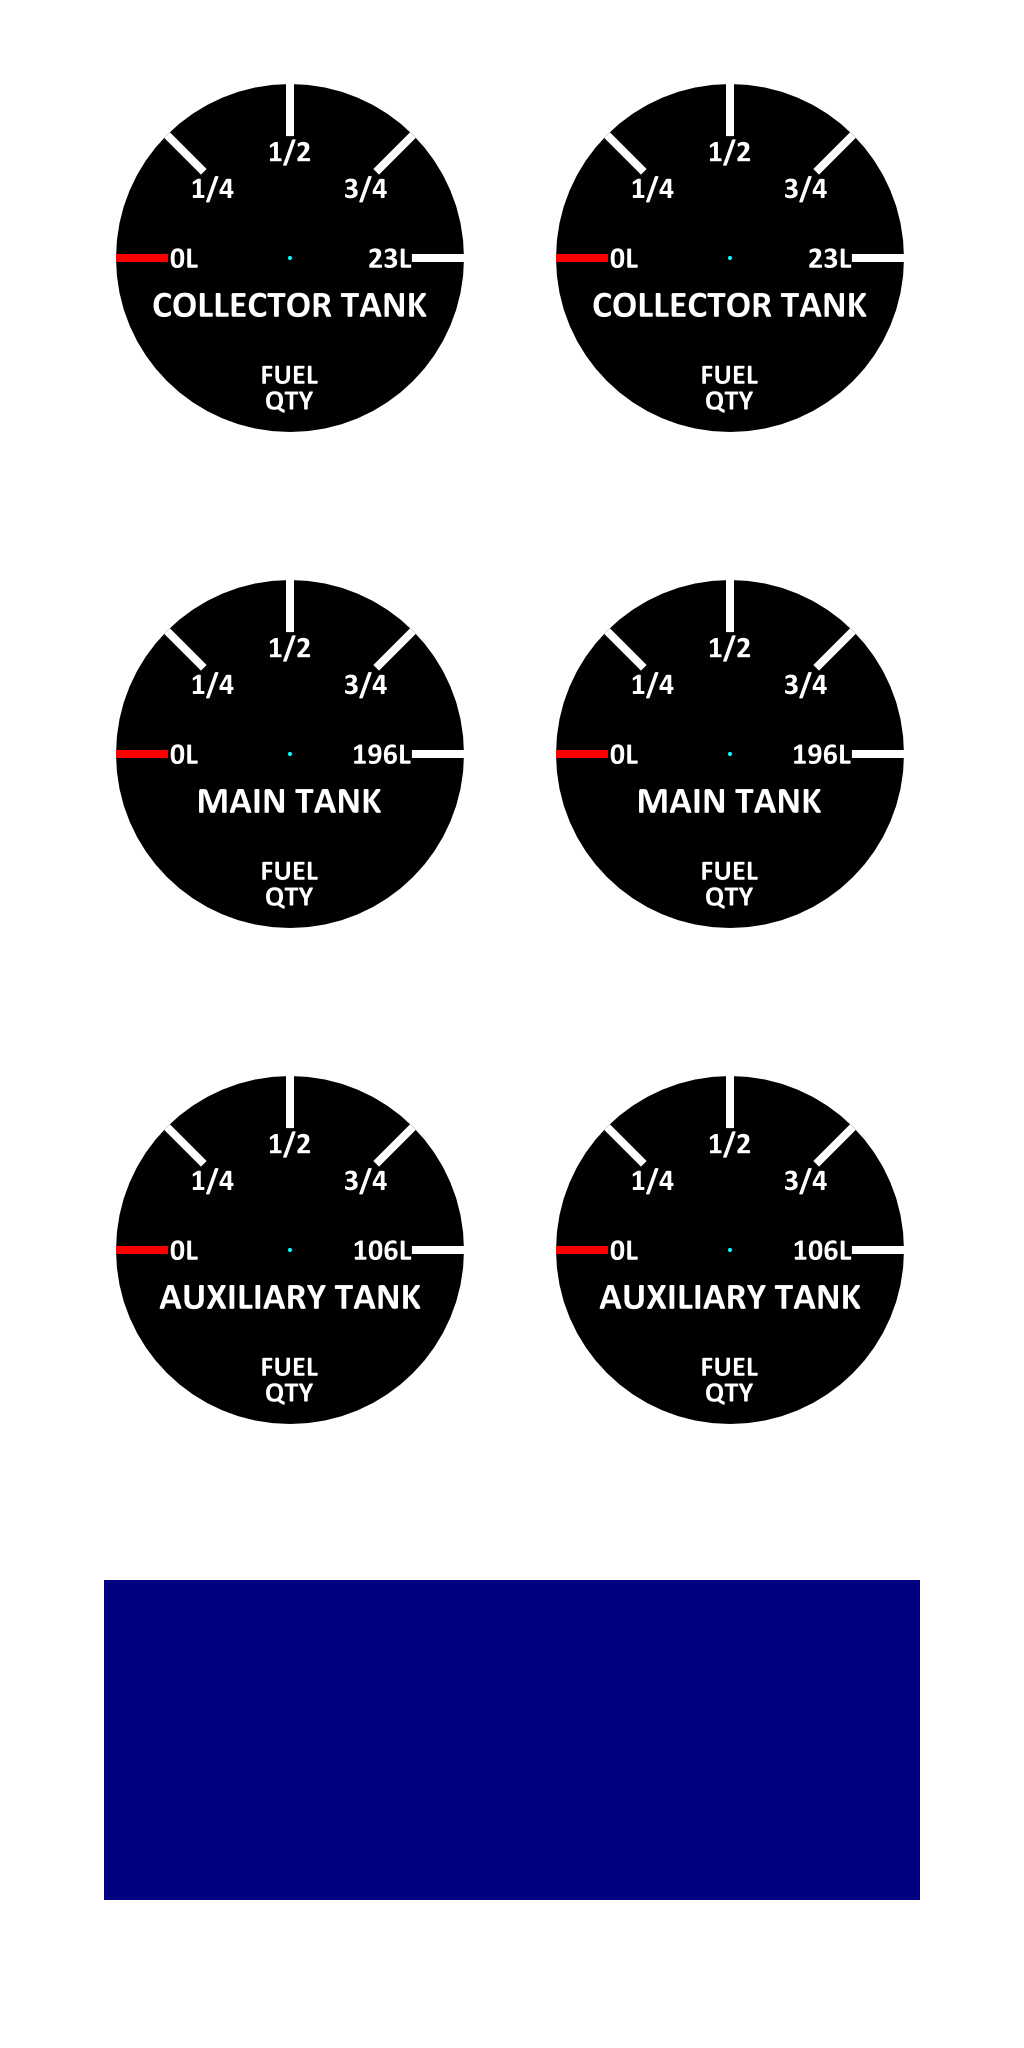 1/2
1/4 3/4
0L 23L
COLLECTOR TANK
FUEL
QTY
1/2
1/4 3/4
0L 23L
COLLECTOR TANK
FUEL
QTY
1/2
1/4 3/4
0L 196L
MAIN TANK
FUEL
QTY
1/2
1/4 3/4
0L 196L
MAIN TANK
FUEL
QTY
1/2
1/4 3/4
0L 106L
AUXILIARY TANK
FUEL
QTY
1/2
1/4 3/4
0L 106L
AUXILIARY TANK
FUEL
QTY